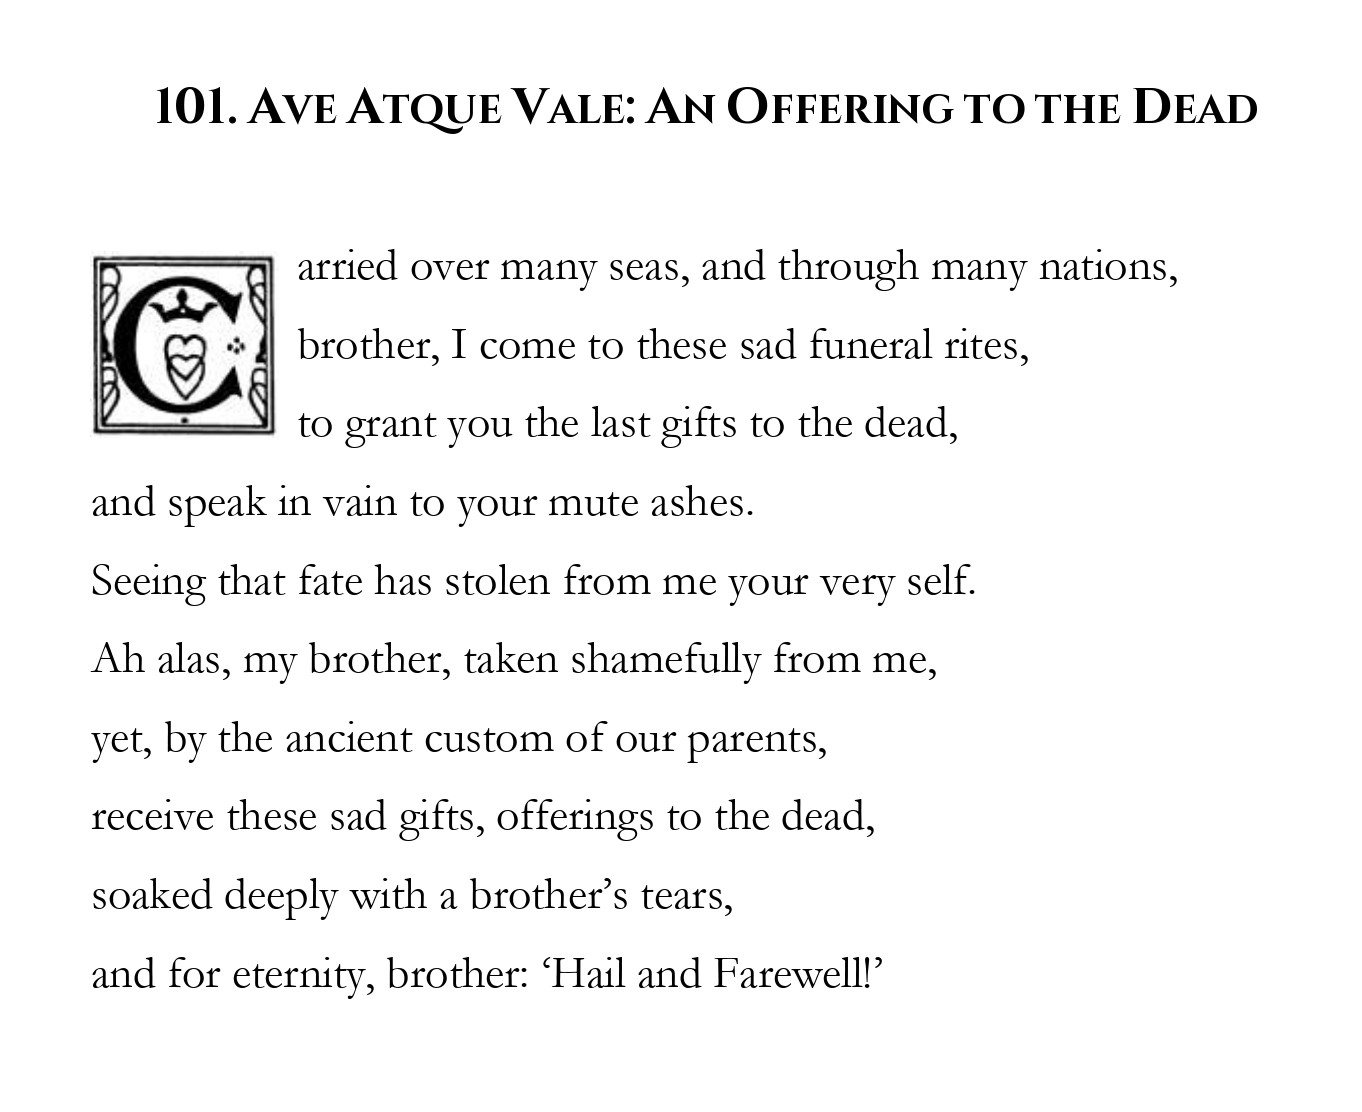 101. Ave Atque Vale: An Offering to the Dead
Carried over many seas, and through many nations,
brother, I come to these sad funeral rites,
to grant you the last gifts to the dead,
and speak in vain to your mute ashes.
Seeing that fate has stolen from me your very self.
Ah alas, my brother, taken shamefully from me,
yet, by the ancient custom of our parents,
receive these sad gifts, offerings to the dead,
soaked deeply with a brother’s tears,
and for eternity, brother: ‘Hail and Farewell!’